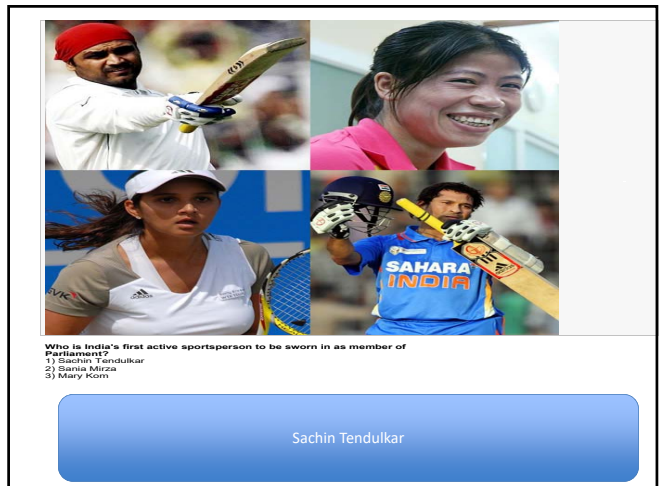 SAHARA
INDIA
adidas
Who is India's first active sportsperson to be sworn in as member of
Parliament?
1) Sachin Tendulkar
2) Sania Mirza
3) Mary Kom
Sachin Tendulkar